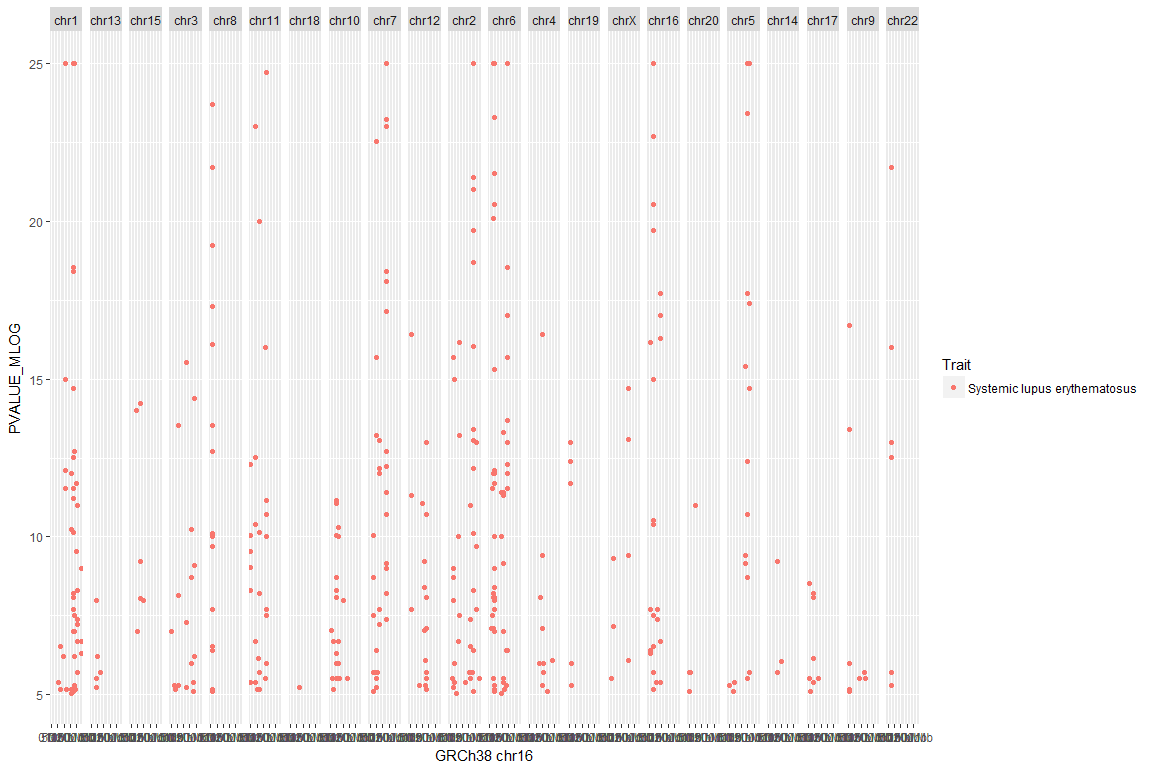 chr1 chr13 chr15 chr3 chr8 chr11 chr18 chr10 chr7 chr12 chr2 chr6 chr4 chr19 chrX chr16 chr20 chr5 chr14 chr17 chr9 chr22
25
20
15
10
5
PVALUE_MLOG
GRCh38 chr16
Trait
Systemic lupus erythematosus